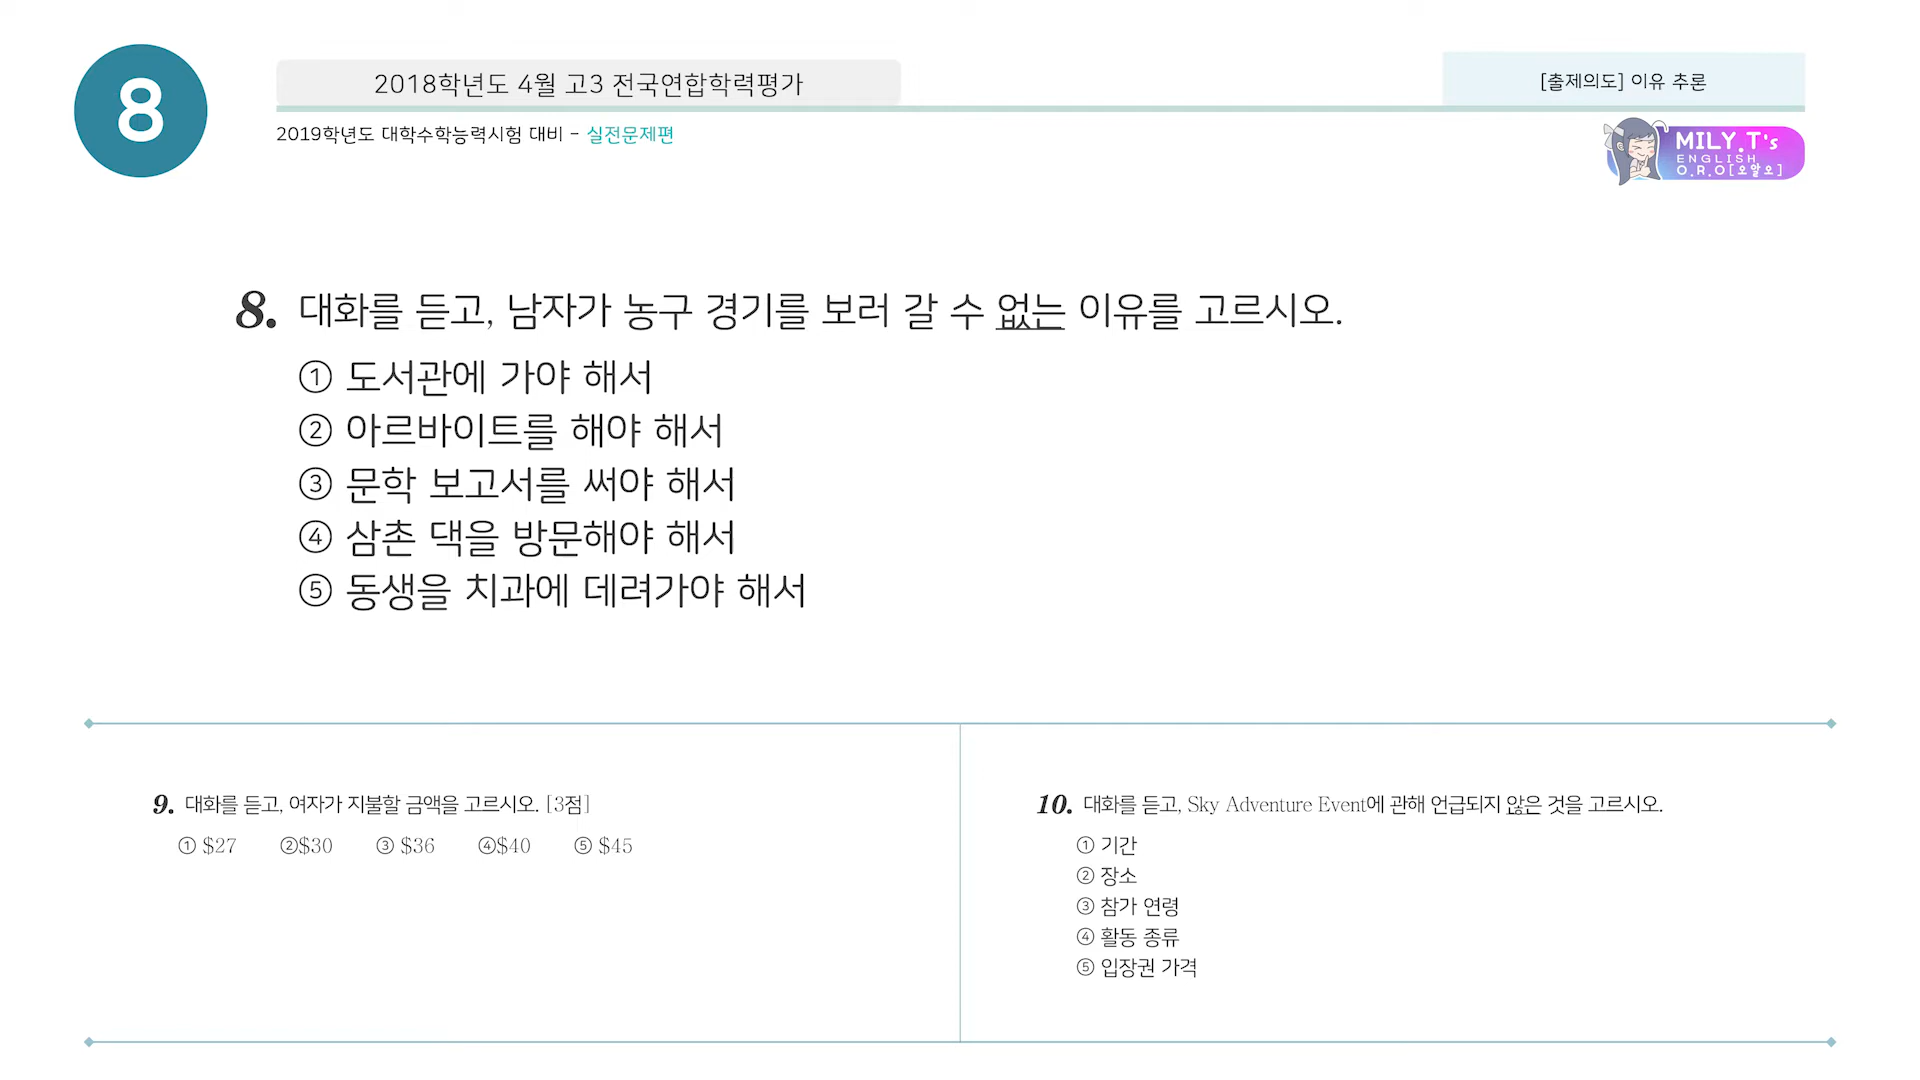 8
2018학년도 4월 고3 전국연합학력평가
[출제의도] 이유 추론
2019학년도 대학수학능력시험 대비 - 실전문제편
MILY.T's
ENGLISH
O.R.O[오알오]
8. 대화를 듣고, 남자가 농구 경기를 보러 갈 수 없는 이유를 고르시오.
① 도서관에 가야 해서
② 아르바이트를 해야 해서
③ 문학 보고서를 써야 해서
④ 삼촌 댁을 방문해야 해서
⑤ 동생을 치과에 데려가야 해서
9. 대화를 듣고, 여자가 지불할 금액을 고르시오. [3점]
① $27 ②$30 ③ $36 ④$40 ⑤ $45
10. 대화를 듣고, Sky Adventure Event에 관해 언급되지 않은 것을 고르시오.
① 기간
② 장소
③ 참가 연령
④ 활동 종류
⑤ 입장권 가격